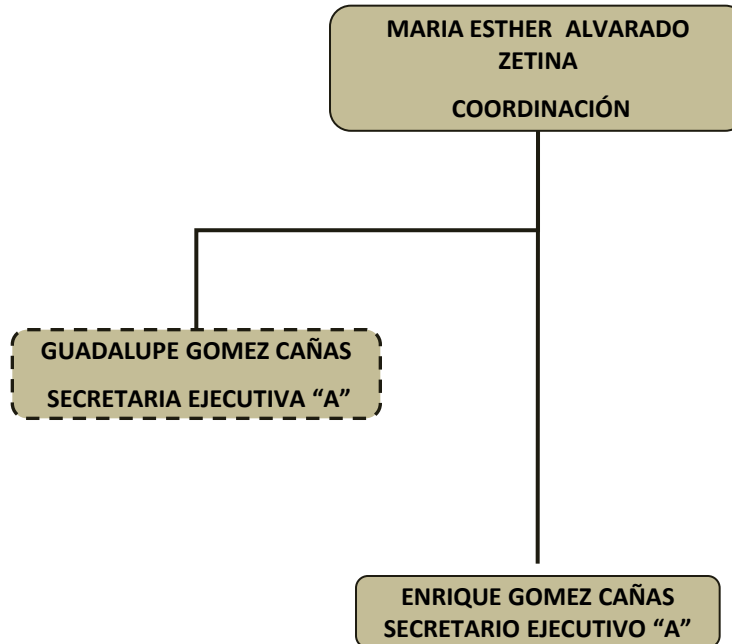 MARIA ESTHER ALVARADO
ZETINA
COORDINACIÓN
GUADALUPE GOMEZ CAÑAS
SECRETARIA EJECUTIVA “A”
ENRIQUE GOMEZ CAÑAS
SECRETARIO EJECUTIVO “A”